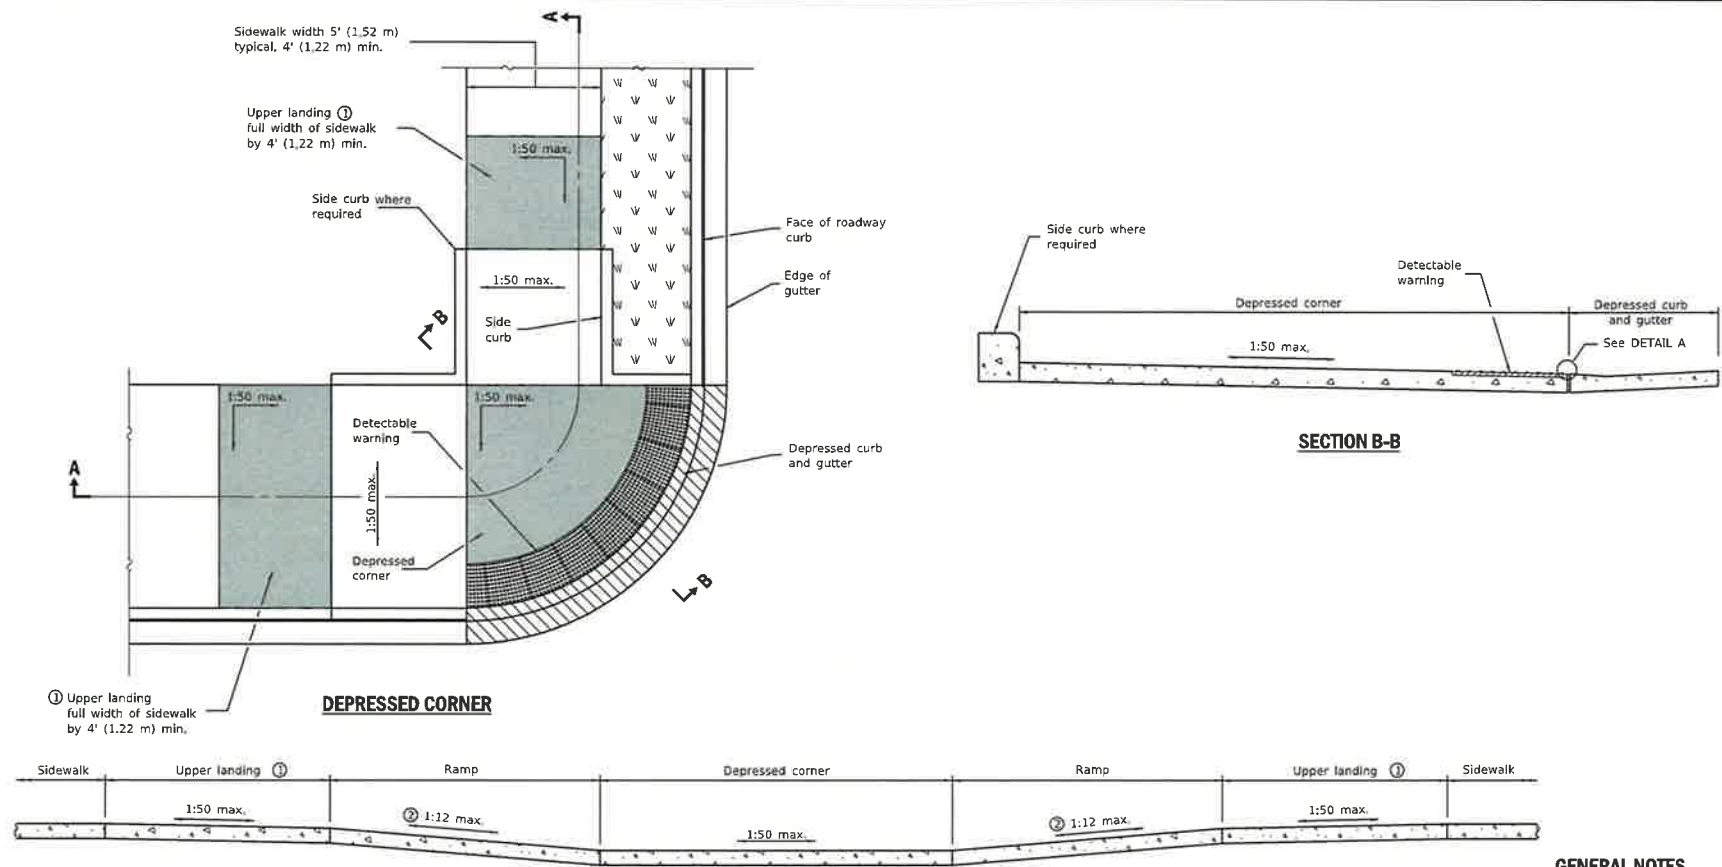 A
Sidewalk width 5' (1.52 m)
typical. 4' (1.22 m) min.
Upper landing ①
full width of sidewalk
by 4' (1.22 m) min.
1:50 max.
Side curb where
required
Face of roadway
curb
1:50 max.
Edge of
gutter
B
Side
curb
1:50 max.
1:50 max.
Detectable
warning
Depressed curb
and gutter
A
1:50 max.
Depressed
corner
B
① Upper landing
full width of sidewalk
by 4' (1.22 m) min.
DEPRESSED CORNER
Side curb where
required
Detectable
warning
Depressed corner
Depressed curb
and gutter
1:50 max.
See DETAIL A
SECTION B-B
Sidewalk
Upper landing ①
Ramp
Depressed corner
Ramp
Upper landing ①
Sidewalk
1:50 max.
② 1:12 max.
1:50 max.
② 1:12 max.
1:50 max.
GENERAL NOTES